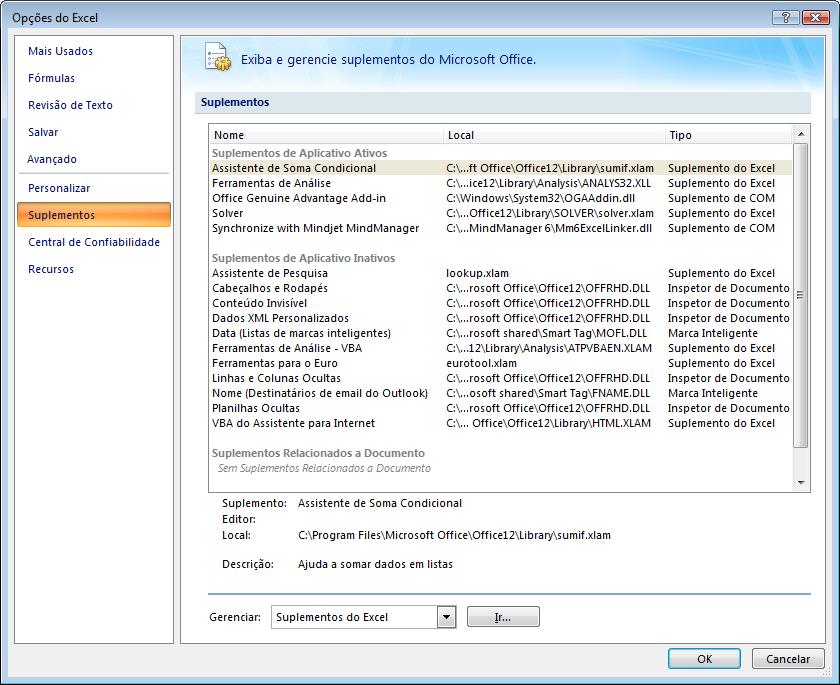 Opções do Excel
Mais Usados
Fórmulas
Revisão de Texto
Salvar
Avançado
Personalizar
Suplementos
Central de Confiabilidade
Recursos
Exiba e gerencie suplementos do Microsoft Office.
Suplementos
Nome Local Tipo
Suplementos de Aplicativo Ativos
Assistente de Soma Condicional C:\...ft Office\Office12\Library\sumif.xlam Suplemento do Excel
Ferramentas de Análise C:\...ice12\Library\Analysis\ANALYS32.XLL Suplemento do Excel
Office Genuine Advantage Add-in C:\Windows\System32\OGAAddin.dll Suplemento de COM
Solver C:\...Office12\Library\SOLVER\solver.xlam Suplemento do Excel
Synchronize with Mindjet MindManager C:\...MindManager 6\Mm6ExcelLinker.dll Suplemento de COM
Suplementos de Aplicativo Inativos
Assistente de Pesquisa lookup.xlam Suplemento do Excel
Cabeçalhos e Rodapés C:\...rosoft Office\Office12\OFFRHD.DLL Inspetor de Documento
Conteúdo Invisível C:\...rosoft Office\Office12\OFFRHD.DLL Inspetor de Documento
Dados XML Personalizados C:\...rosoft Office\Office12\OFFRHD.DLL Inspetor de Documento
Data (Listas de marcas inteligentes) C:\...rosoft shared\Smart Tag\MOFL.DLL Marca Inteligente
Ferramentas de Análise - VBA C:\...12\Library\Analysis\ATPVBAEN.XLAM Suplemento do Excel
Ferramentas para o Euro eurotool.xlam Suplemento do Excel
Linhas e Colunas Ocultas C:\...rosoft Office\Office12\OFFRHD.DLL Inspetor de Documento
Nome (Destinatários de email do Outlook) C:\...osoft shared\Smart Tag\FNAME.DLL Marca Inteligente
Planilhas Ocultas C:\...rosoft Office\Office12\OFFRHD.DLL Inspetor de Documento
VBA do Assistente para Internet C:\... Office\Office12\Library\HTML.XLAM Suplemento do Excel
Suplementos Relacionados a Documento
Sem Suplementos Relacionados a Documento
Suplemento: Assistente de Soma Condicional
Editor:
Local: C:\Program Files\Microsoft Office\Office12\Library\sumif.xlam
Descrição: Ajuda a somar dados em listas
Gerenciar: Suplementos do Excel Ir...
OK Cancelar